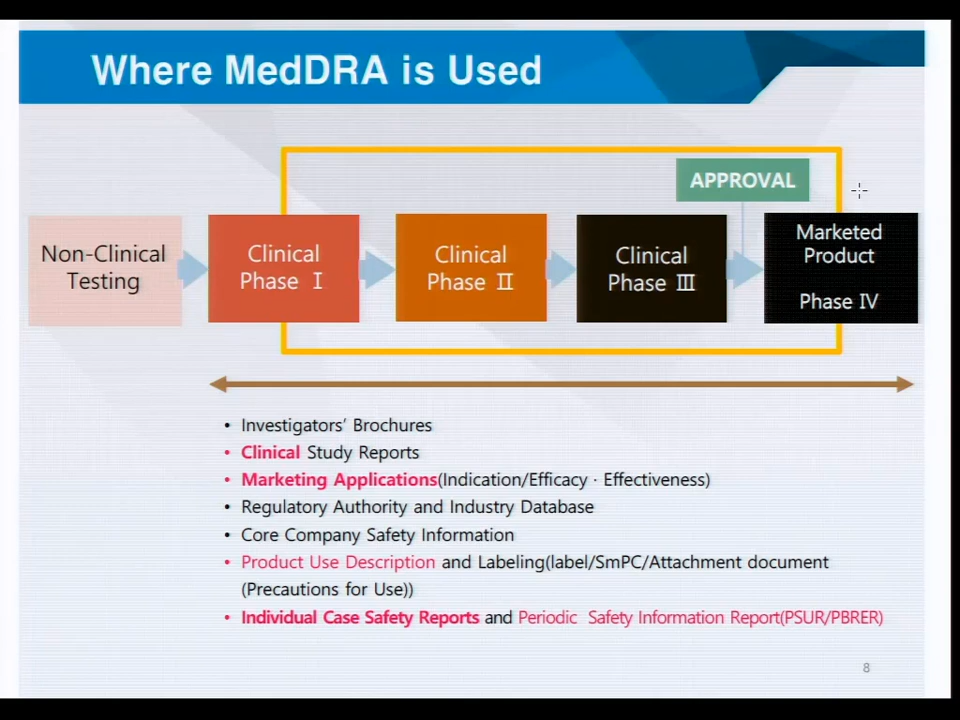 Where MedDRA is Used
APPROVAL
Non-Clinical
Testing
Clinical
Phase Ⅰ
Clinical
Phase Ⅱ
Clinical
Phase Ⅲ
Marketed
Product
Phase Ⅳ
• Investigators’ Brochures
• Clinical Study Reports
• Marketing Applications(Indication/Efficacy · Effectiveness)
• Regulatory Authority and Industry Database
• Core Company Safety Information
• Product Use Description and Labeling(label/SmPC/Attachment document
(Precautions for Use))
• Individual Case Safety Reports and Periodic Safety Information Report(PSUR/PBRER)
8